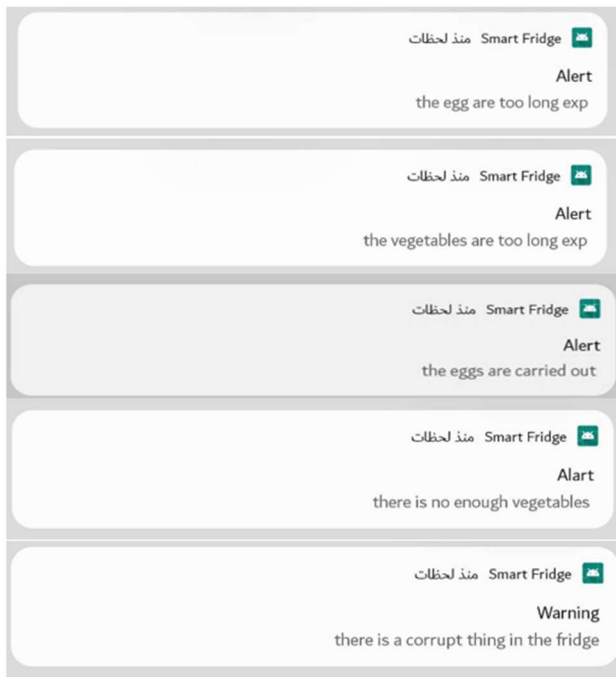 Smart Fridge منذ لحظات
Alert
the egg are too long exp
Smart Fridge منذ لحظات
Alert
the vegetables are too long exp
Smart Fridge منذ لحظات
Alert
the eggs are carried out
Smart Fridge منذ لحظات
Alart
there is no enough vegetables
Smart Fridge منذ لحظات
Warning
there is a corrupt thing in the fridge